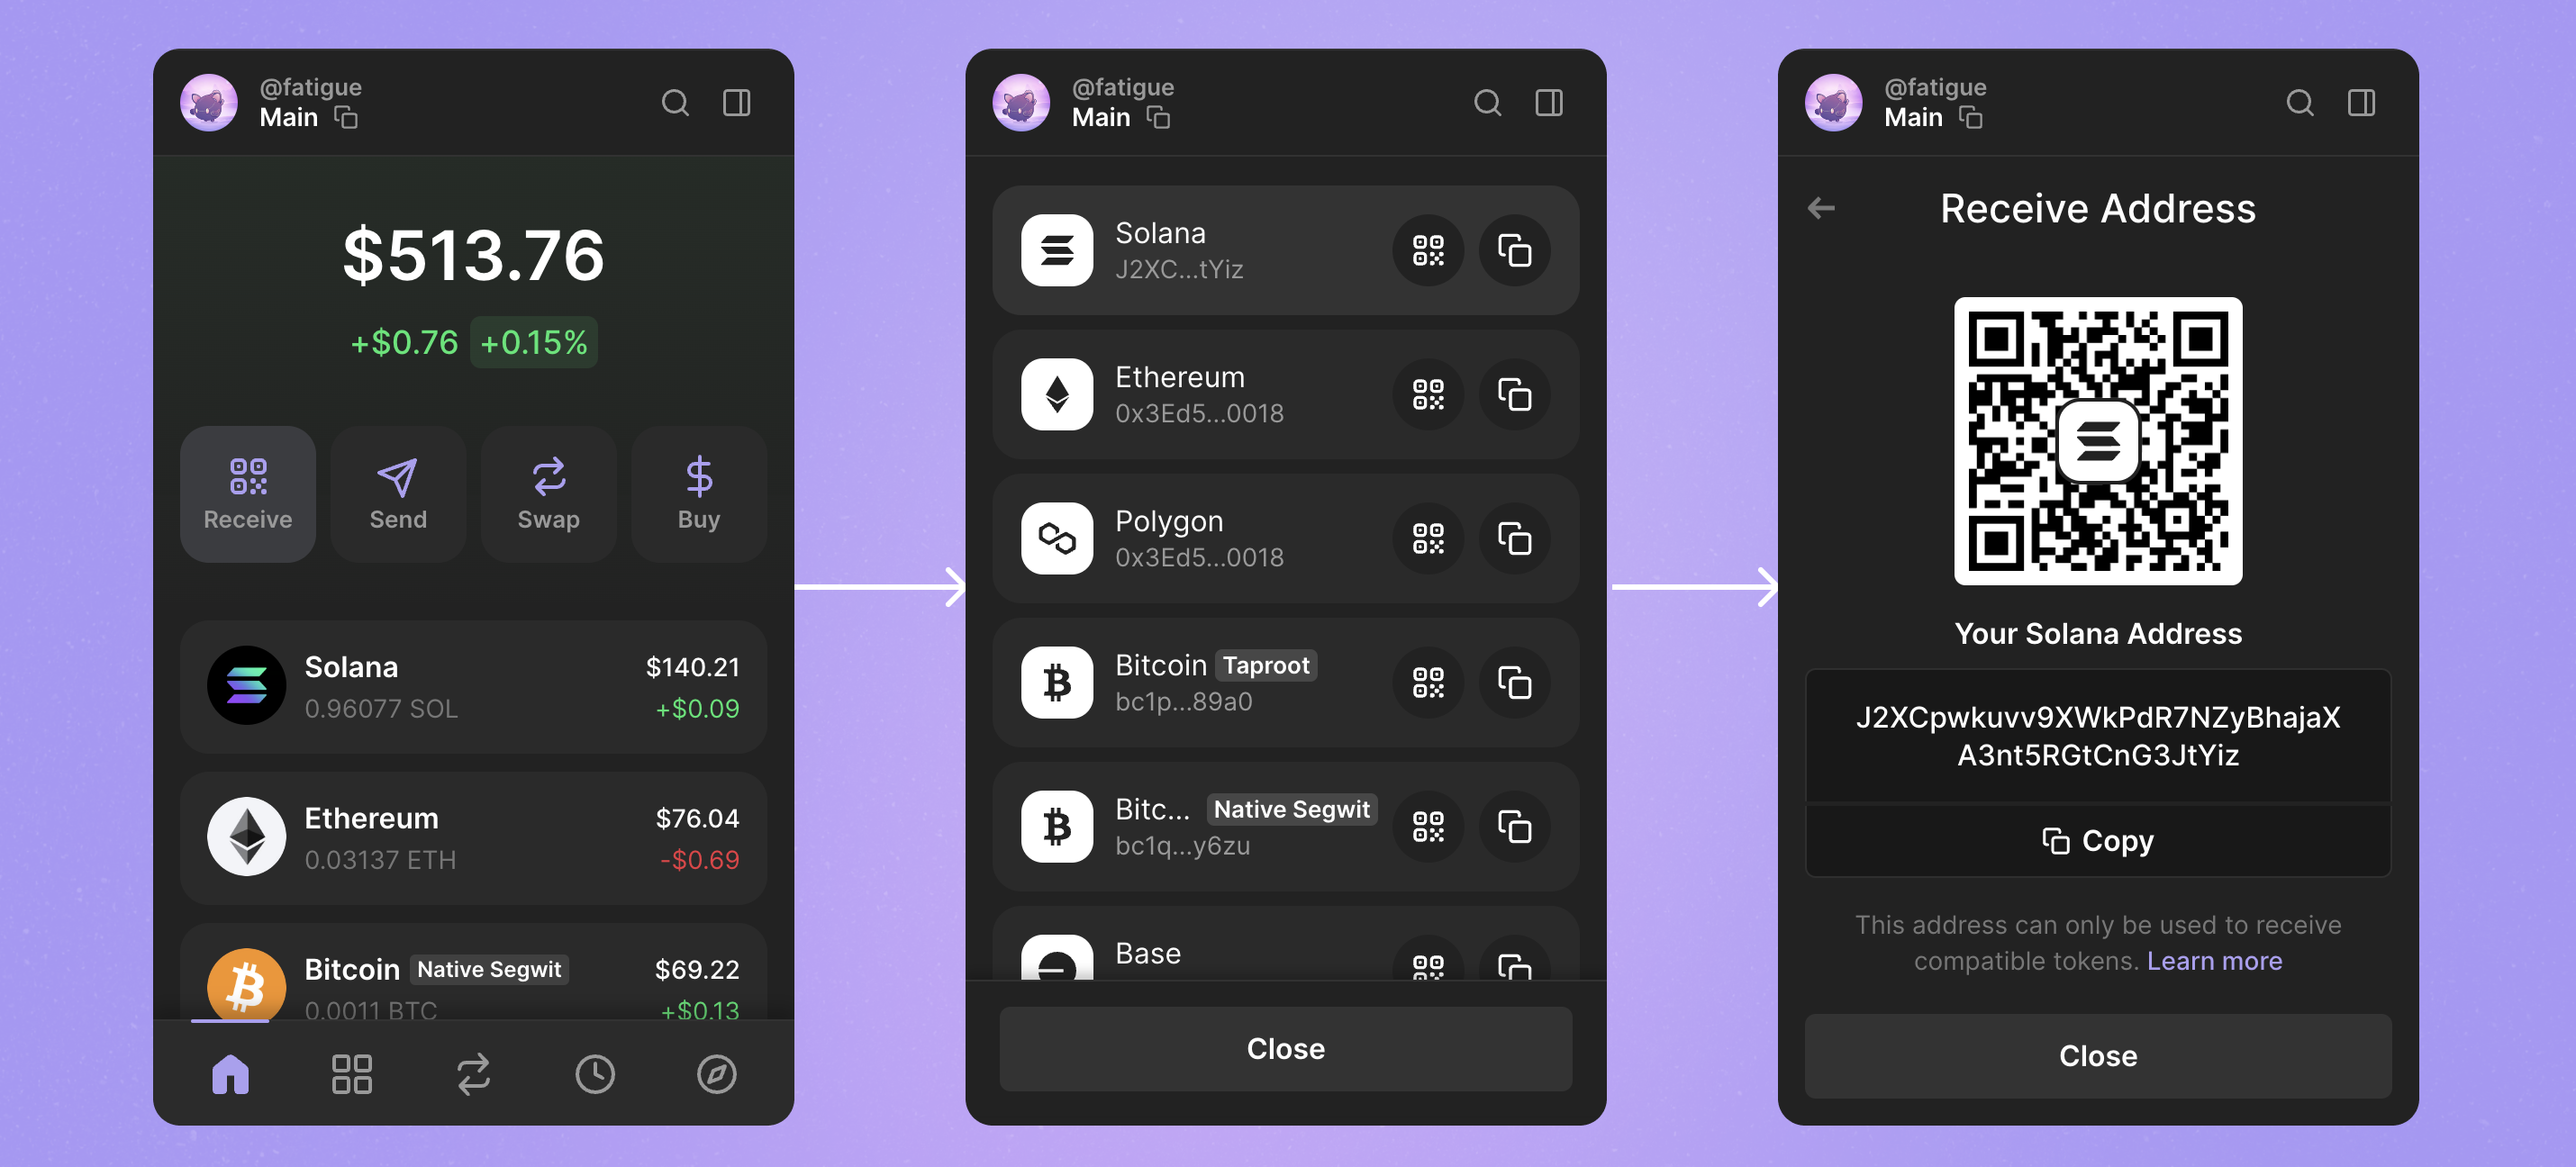 @fatigue
Main
$513.76
+$0.76 +0.15%
Receive
Send
Swap
Buy
Solana
$140.21
0.96077 SOL
+$0.09
Ethereum
$76.04
0.03137 ETH
-$0.69
Bitcoin Native Segwit
$69.22
0.0011 BTC
+$0.13
@fatigue
Main
Solana
J2XC...tYiz
Ethereum
0x3Ed5...0018
Polygon
0x3Ed5...0018
Bitcoin Taproot
bc1p...89a0
Bitc... Native Segwit
bc1q...y6zu
Base
Close
@fatigue
Main
Receive Address
Your Solana Address
J2XCpwkuvv9XWkPdR7NZyBhajaX
A3nt5RGtCnG3JtYiz
Copy
This address can only be used to receive
compatible tokens. Learn more
Close